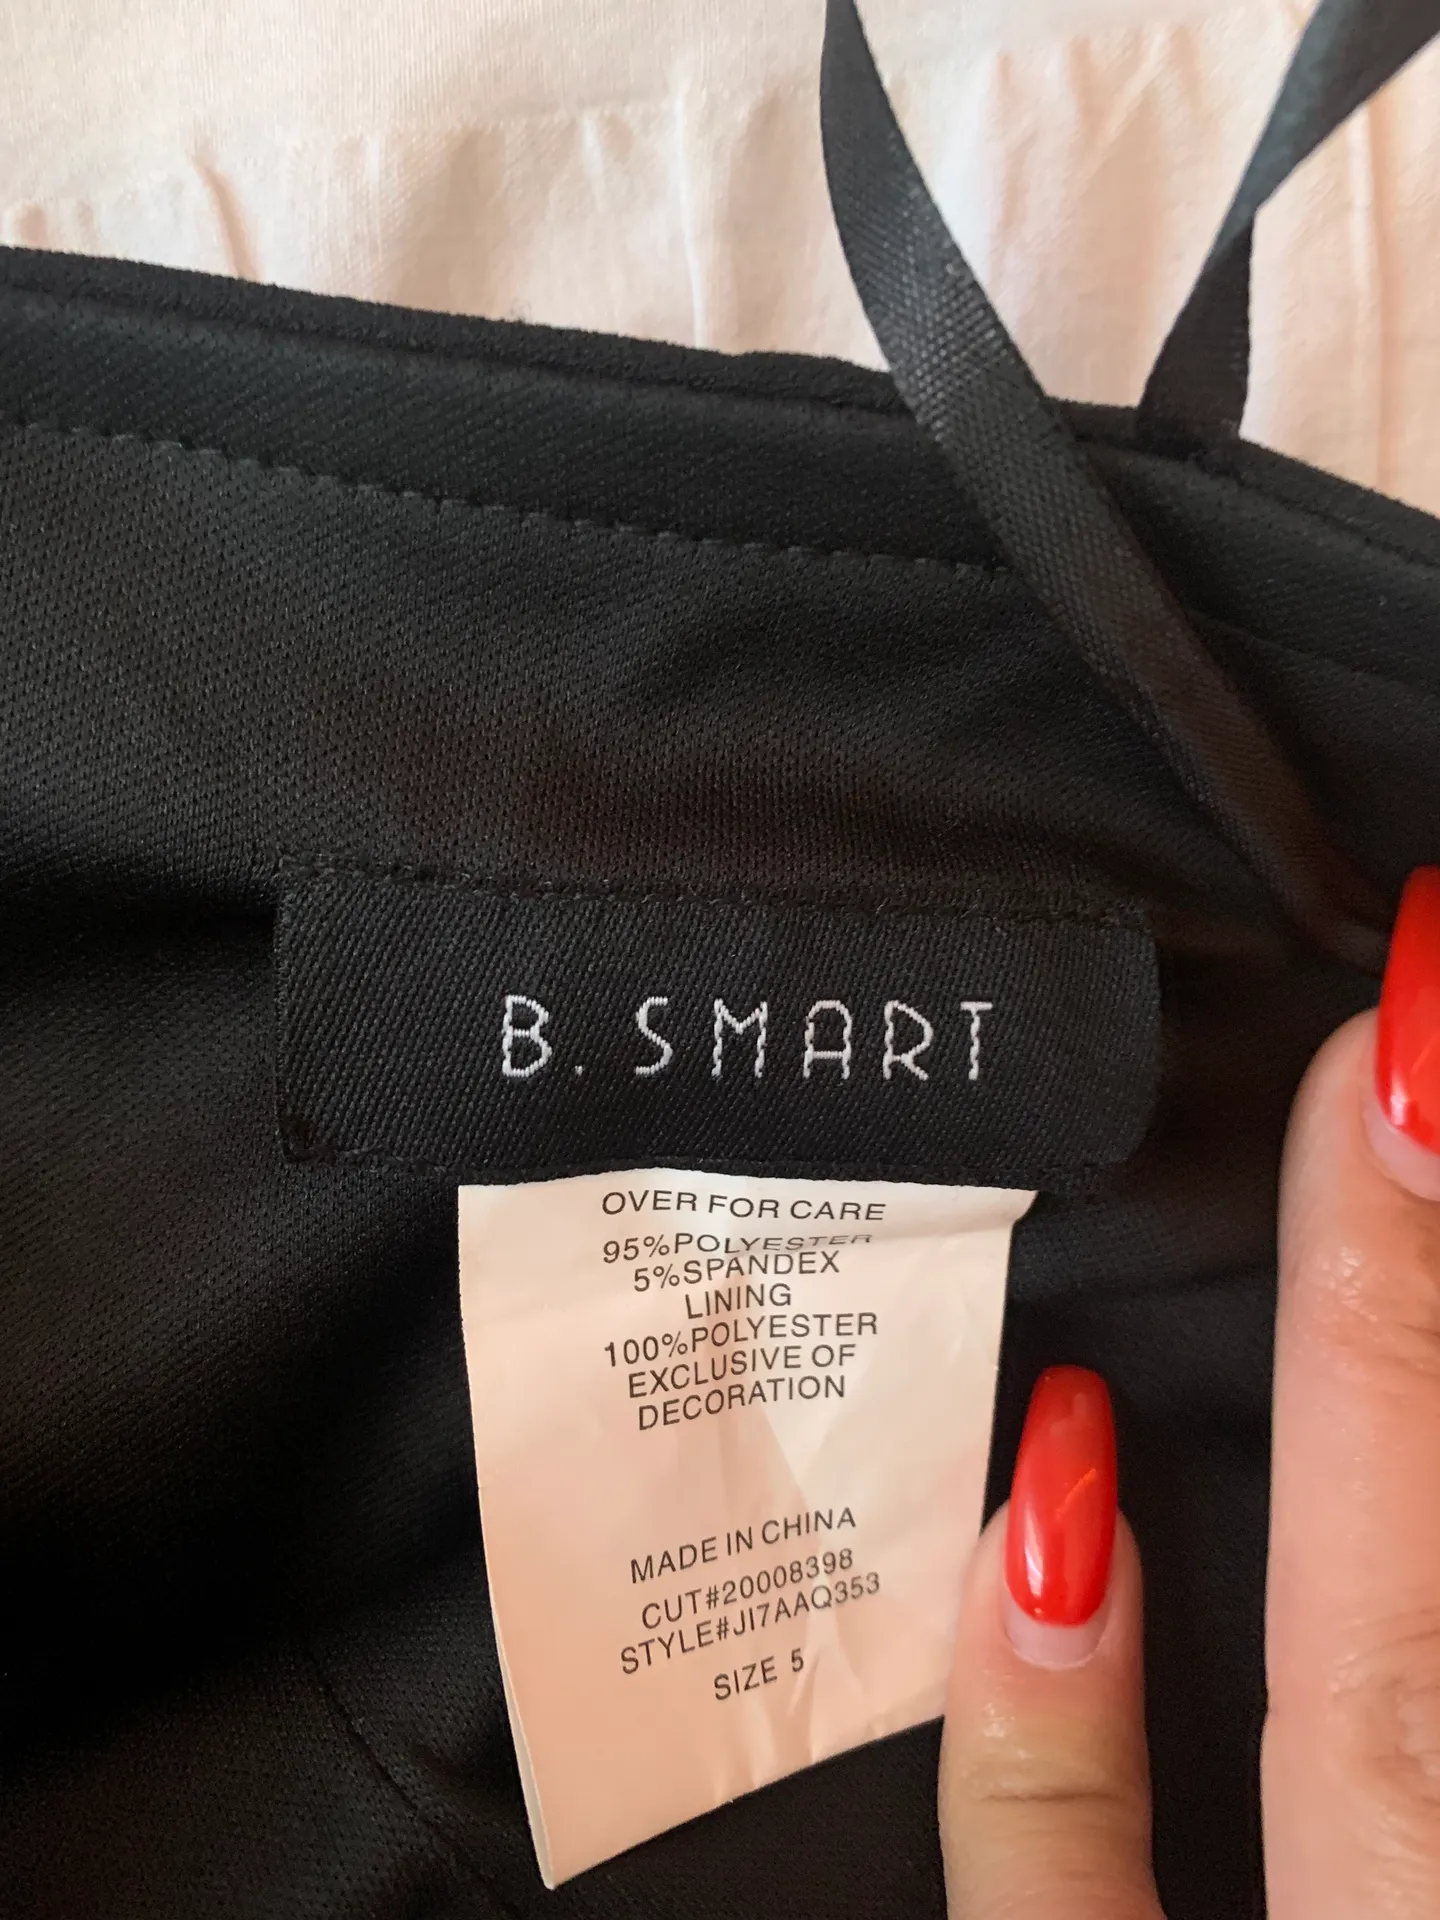 B. SMART
OVER FOR CARE
95%POLYESTER
5%SPANDEX
LINING
100%POLYESTER
EXCLUSIVE OF
DECORATION
MADE IN CHINA
CUT#20008398
STYLE#JI7AAQ353
SIZE 5